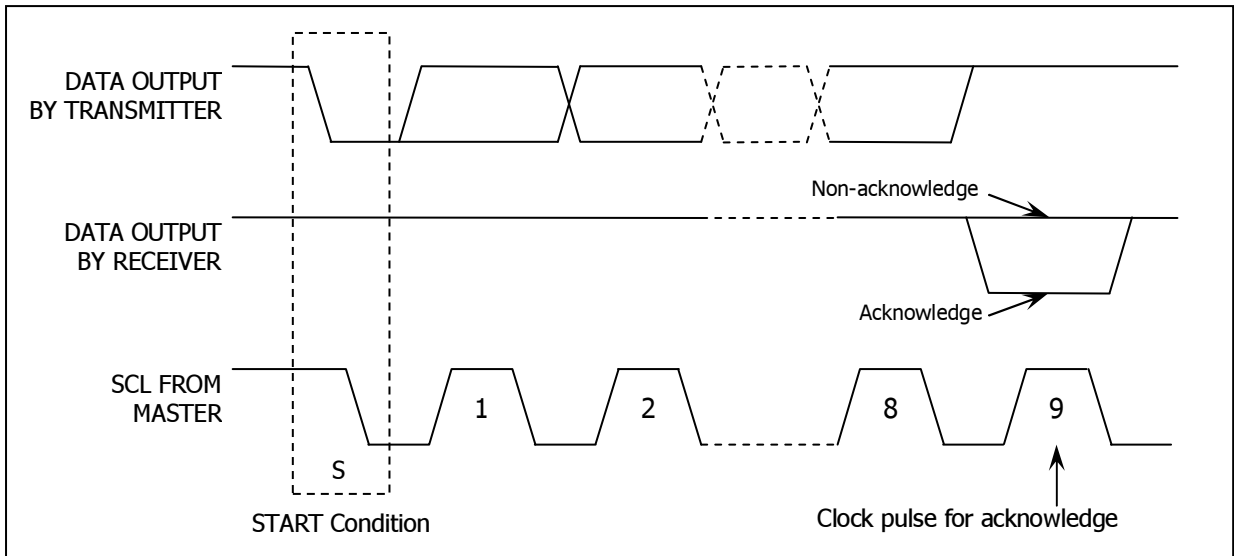 DATA OUTPUT
BY TRANSMITTER
Non-acknowledge
DATA OUTPUT
BY RECEIVER
Acknowledge
SCL FROM
MASTER
1
2
8
9
S
START Condition
Clock pulse for acknowledge